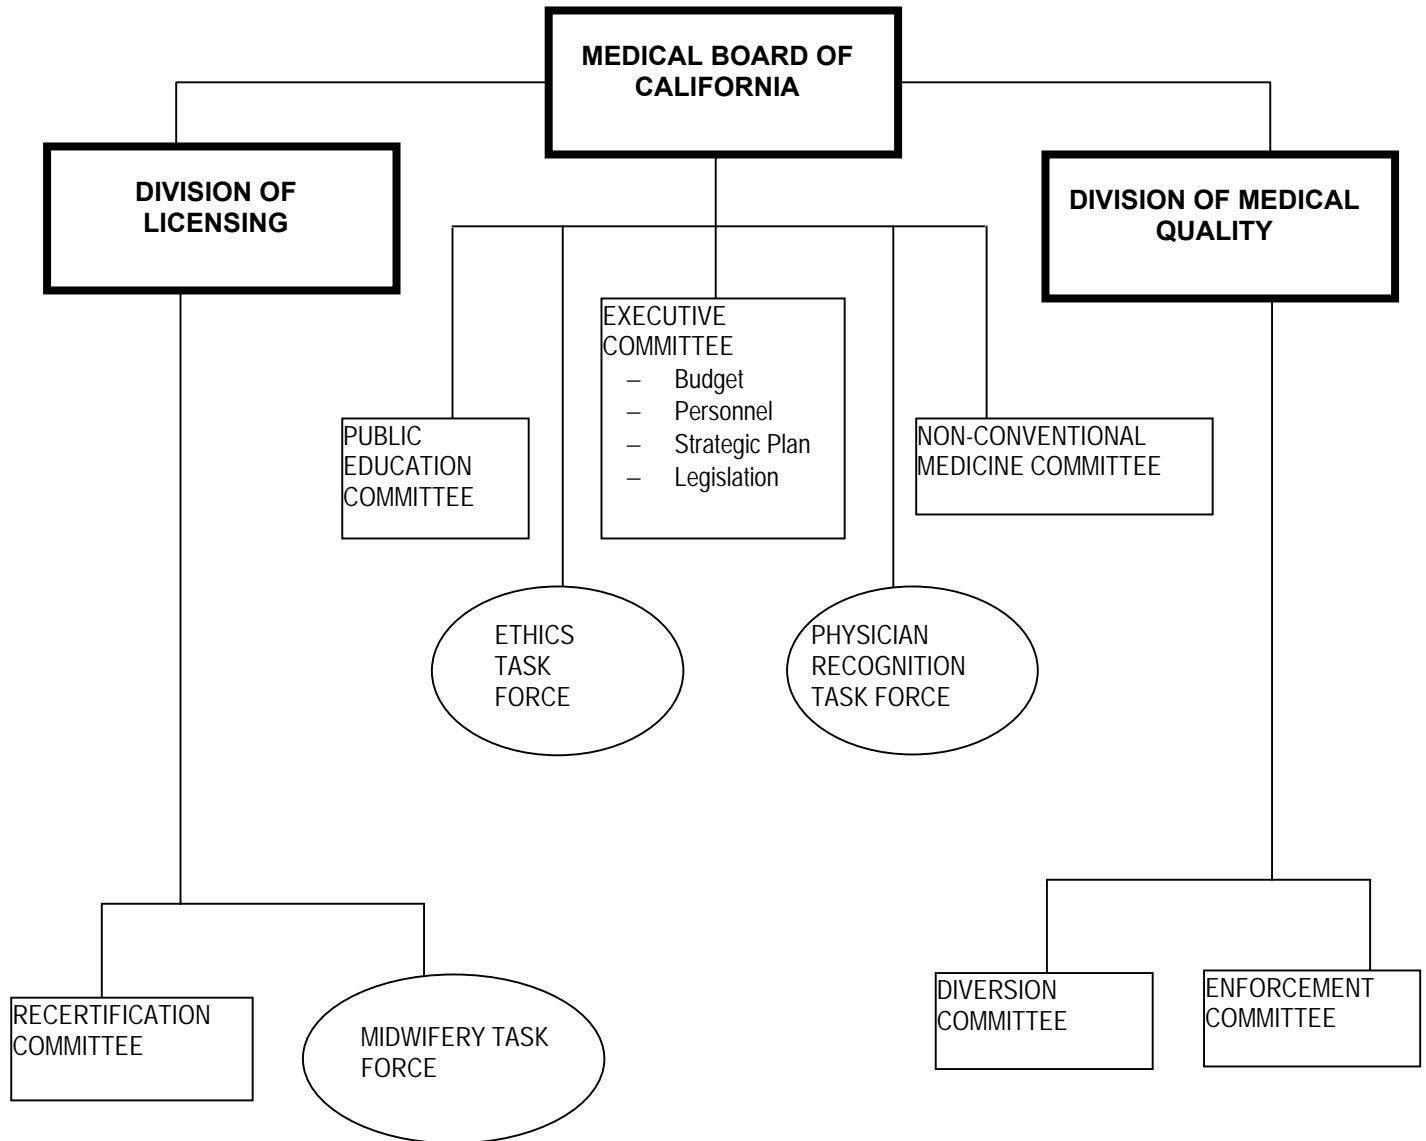 MEDICAL BOARD OF
CALIFORNIA
DIVISION OF
LICENSING
DIVISION OF MEDICAL
QUALITY
EXECUTIVE
COMMITTEE
– Budget
– Personnel
– Strategic Plan
– Legislation
PUBLIC
EDUCATION
COMMITTEE
NON-CONVENTIONAL
MEDICINE COMMITTEE
ETHICS
TASK
FORCE
PHYSICIAN
RECOGNITION
TASK FORCE
RECERTIFICATION
COMMITTEE
MIDWIFERY TASK
FORCE
DIVERSION
COMMITTEE
ENFORCEMENT
COMMITTEE